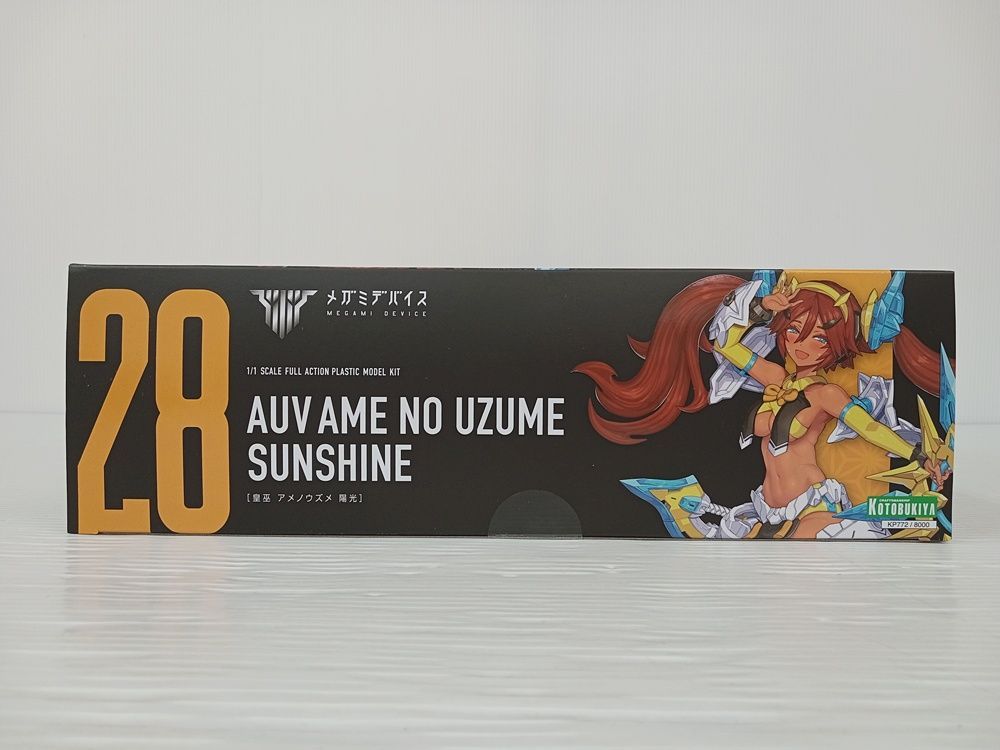 28
メガミデバイス
MEGAMI DEVICE
1/1 SCALE FULL ACTION PLASTIC MODEL KIT
AUV AME NO UZUME
SUNSHINE
[皇巫 アメノウズメ 陽光]
CRAFTSMANSHIP
KOTOBUKIYA
KP772 / 8000